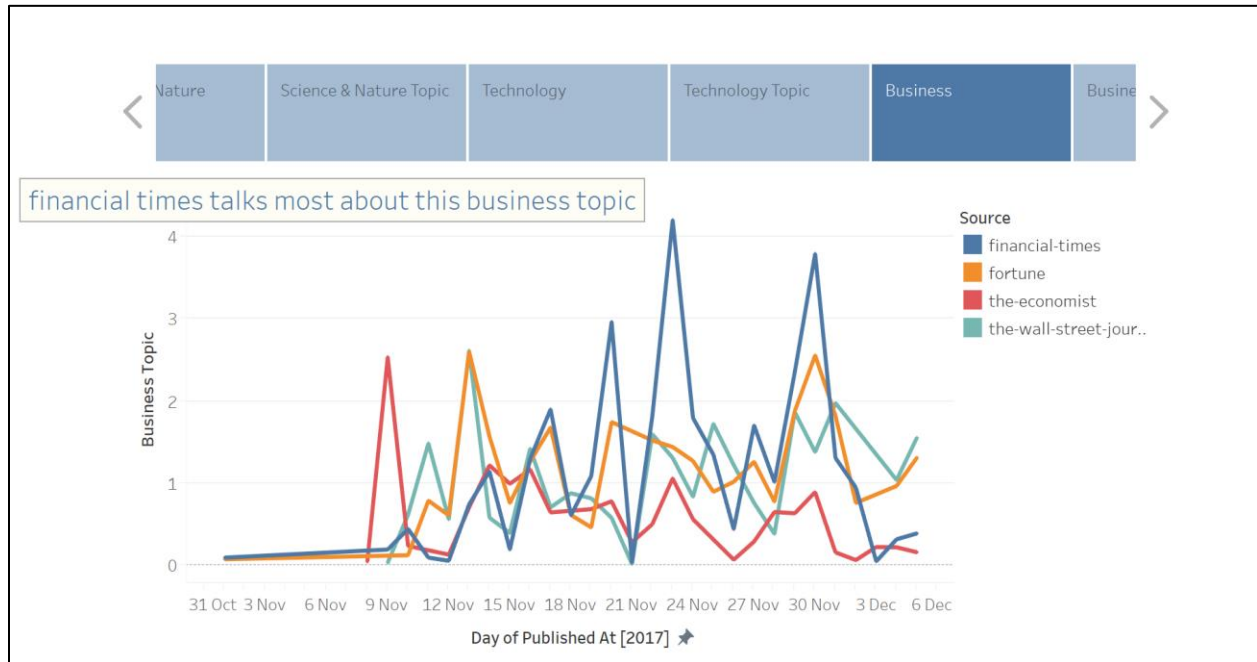 Nature
Science & Nature Topic
Technology
Technology Topic
Business
Busine
financial times talks most about this business topic
Source
financial-times
fortune
the-economist
the-wall-street-jour..
Business Topic
4
3
2
1
0
31 Oct 3 Nov 6 Nov 9 Nov 12 Nov 15 Nov 18 Nov 21 Nov 24 Nov 27 Nov 30 Nov 3 Dec 6 Dec
Day of Published At [2017]